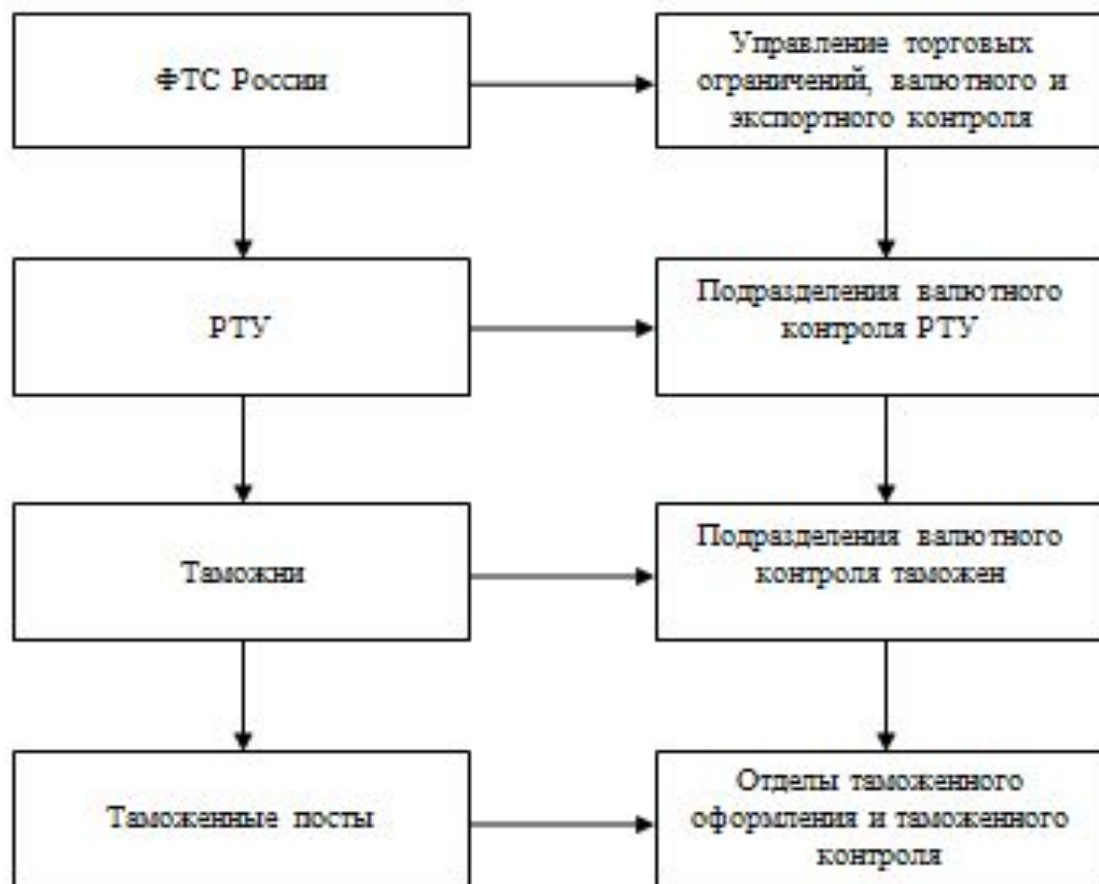 ФТС России
Управление торговых
ограничений, валютного и
экспортного контроля
РТУ
Подразделения валютного
контроля РТУ
Таможни
Подразделения валютного
контроля таможен
Таможенные посты
Отделы таможенного
оформления и таможенного
контроля